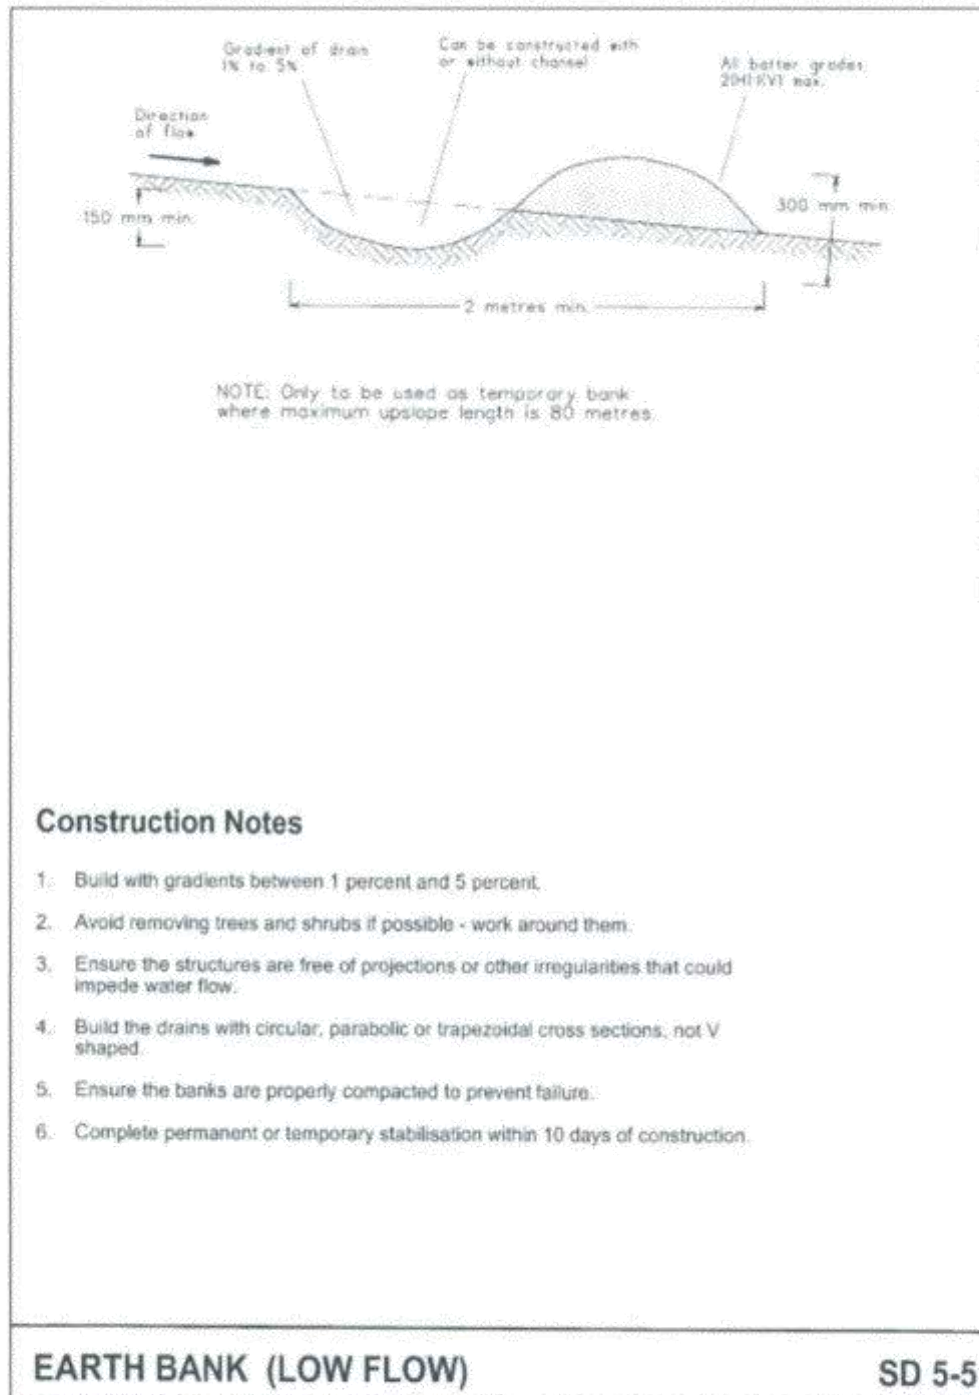 Gradient of drain
1% to 5%
Can be constructed with
or without channel
All batter grades
2(H):1(V) max.
Direction
of flow
150 mm min
300 mm min
2 metres min.
NOTE: Only to be used as temporary bank
where maximum upslope length is 80 metres.
Construction Notes
1. Build with gradients between 1 percent and 5 percent.
2. Avoid removing trees and shrubs if possible - work around them.
3. Ensure the structures are free of projections or other irregularities that could
impede water flow.
4. Build the drains with circular, parabolic or trapezoidal cross sections, not V
shaped.
5. Ensure the banks are properly compacted to prevent failure.
6. Complete permanent or temporary stabilisation within 10 days of construction.
EARTH BANK (LOW FLOW)
SD 5-5